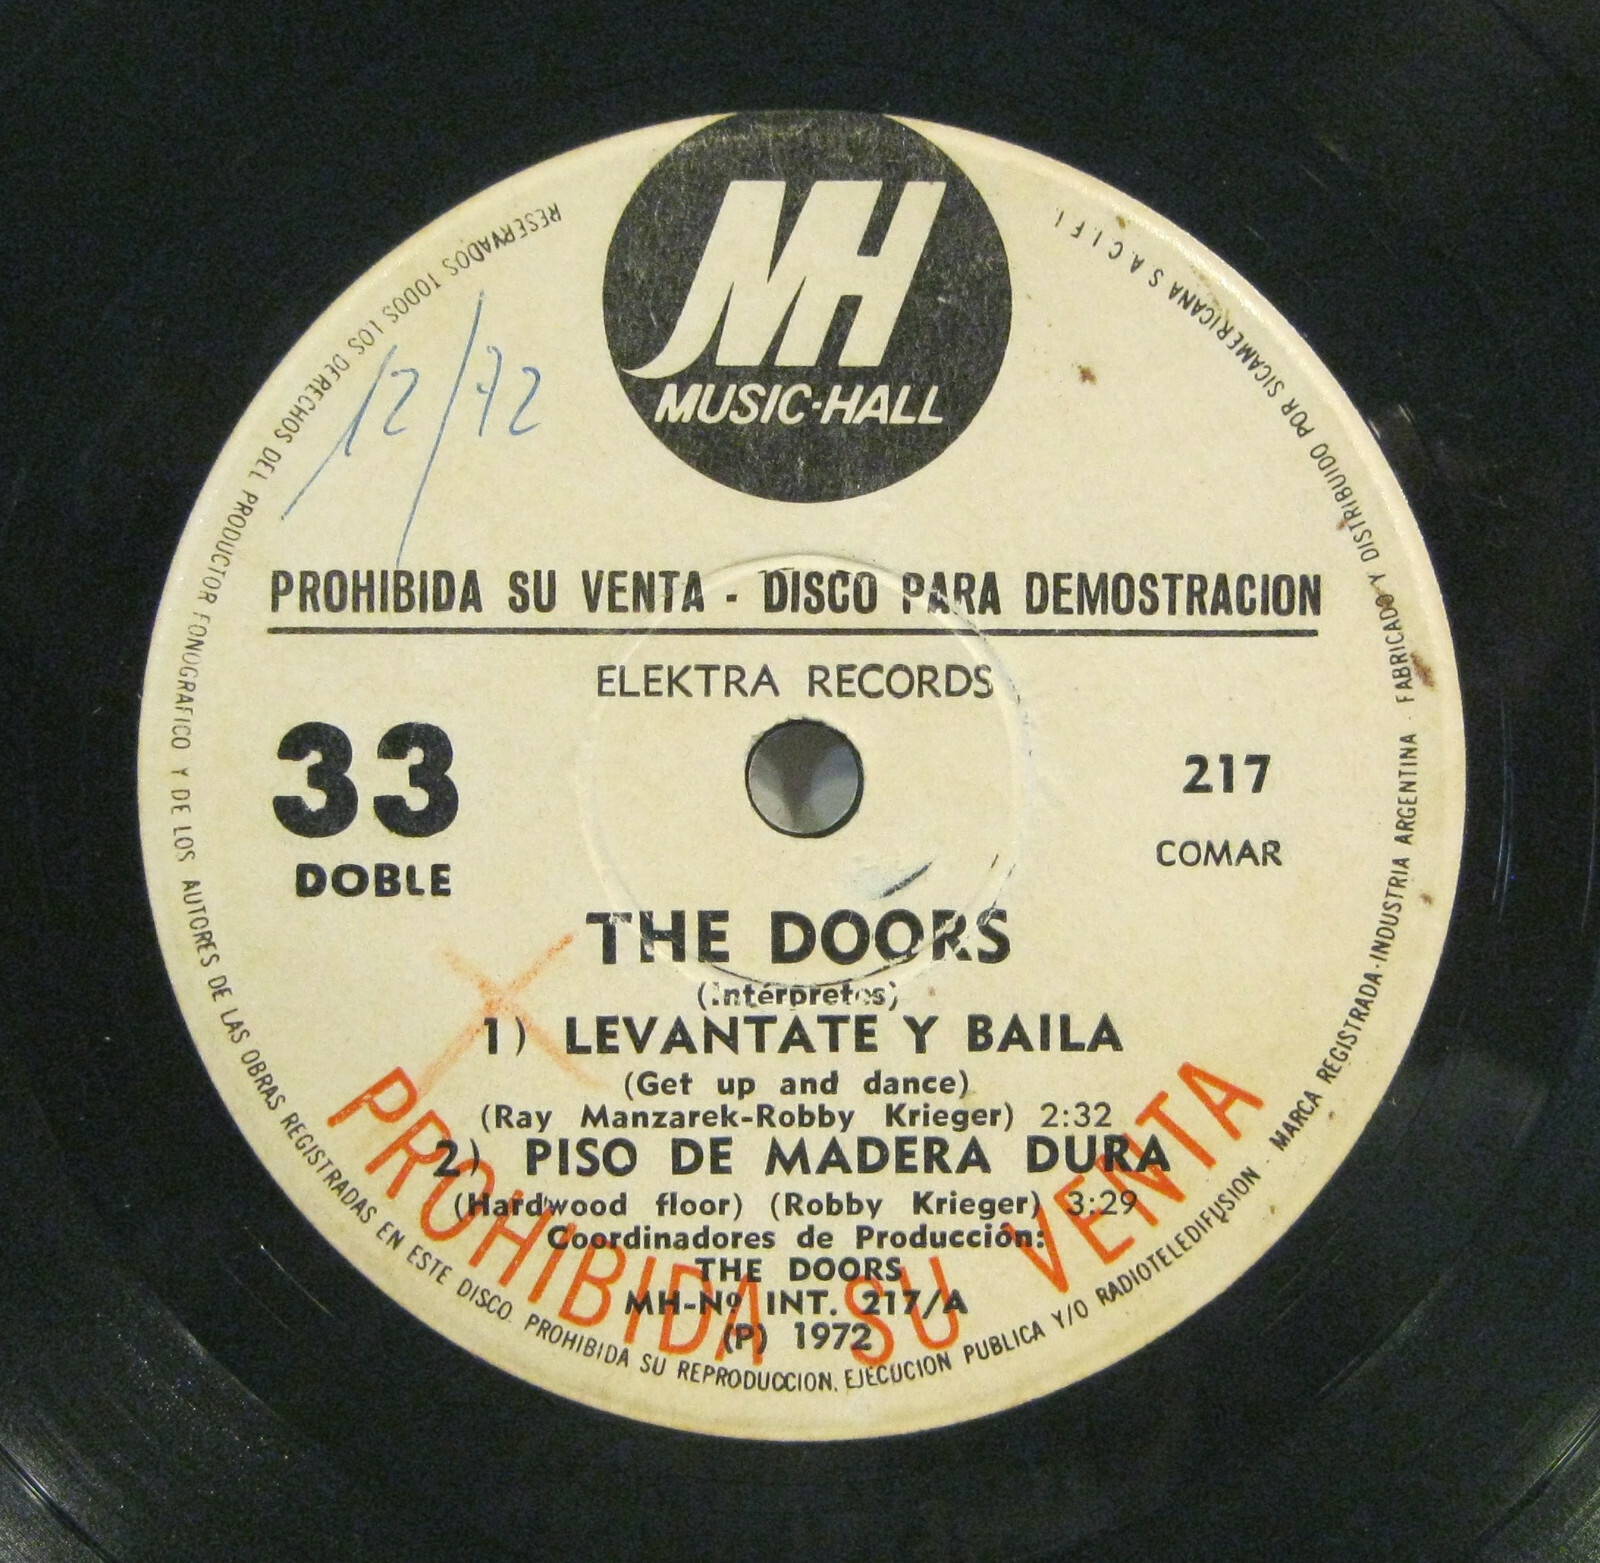 MH
MUSIC-HALL
12/72
PROHIBIDA SU VENTA - DISCO PARA DEMOSTRACION
ELEKTRA RECORDS
33
DOBLE
217
COMAR
THE DOORS
(Intérpretes)
1) LEVANTATE Y BAILA
(Get up and dance)
(Ray Manzarek-Robby Krieger) 2:32
2) PISO DE MADERA DURA
(Hardwood floor) (Robby Krieger) 3:29
Coordinadores de Producción:
THE DOORS
MH-Nº INT. 217/A
(P) 1972
PROHIBIDA SU VENTA
RESERVADOS TODOS LOS DERECHOS DEL PRODUCTOR FONOGRAFICO Y DE LOS AUTORES DE LAS OBRAS REGISTRADAS EN ESTE DISCO. PROHIBIDA SU REPRODUCCION, EJECUCION PUBLICA Y/O RADIOTELEDIFUSION - MARCA REGISTRADA - INDUSTRIA ARGENTINA - FABRICADO Y DISTRIBUIDO POR SICAMERICANA S.A.C.I.F.I.